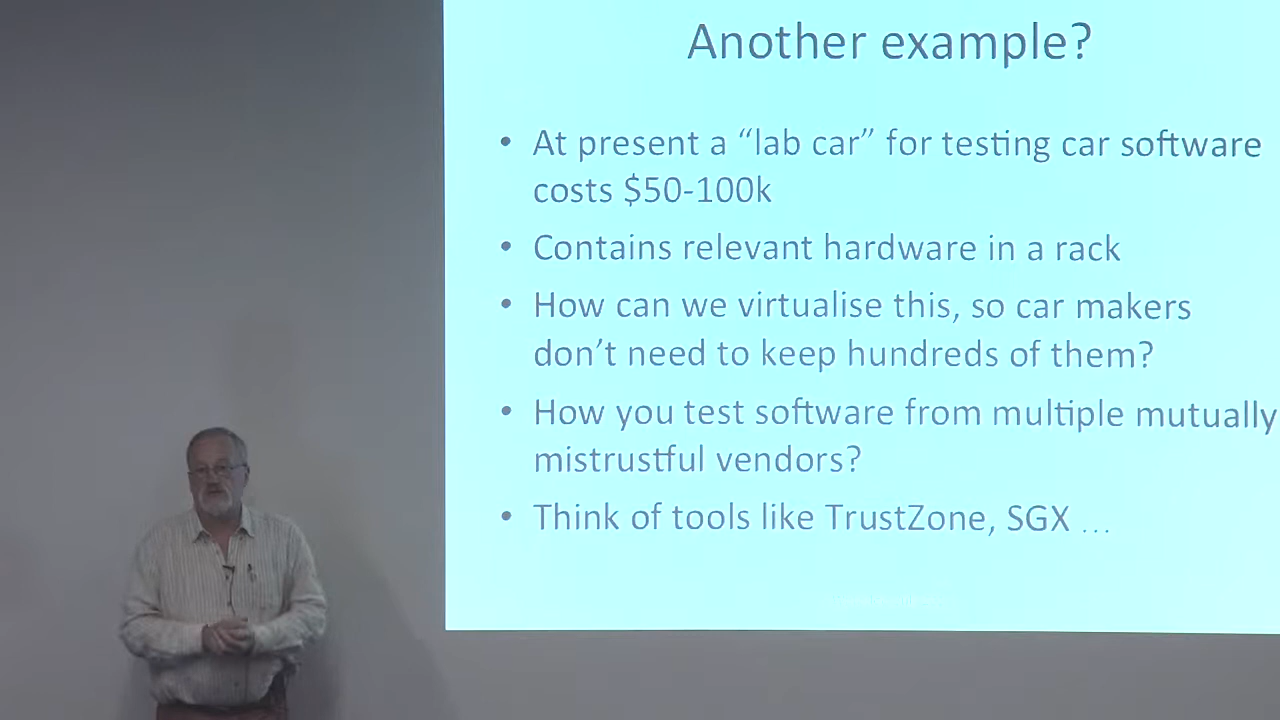 Another example?
• At present a “lab car” for testing car software
costs $50-100k
• Contains relevant hardware in a rack
• How can we virtualise this, so car makers
don’t need to keep hundreds of them?
• How you test software from multiple mutually
mistrustful vendors?
• Think of tools like TrustZone, SGX ...